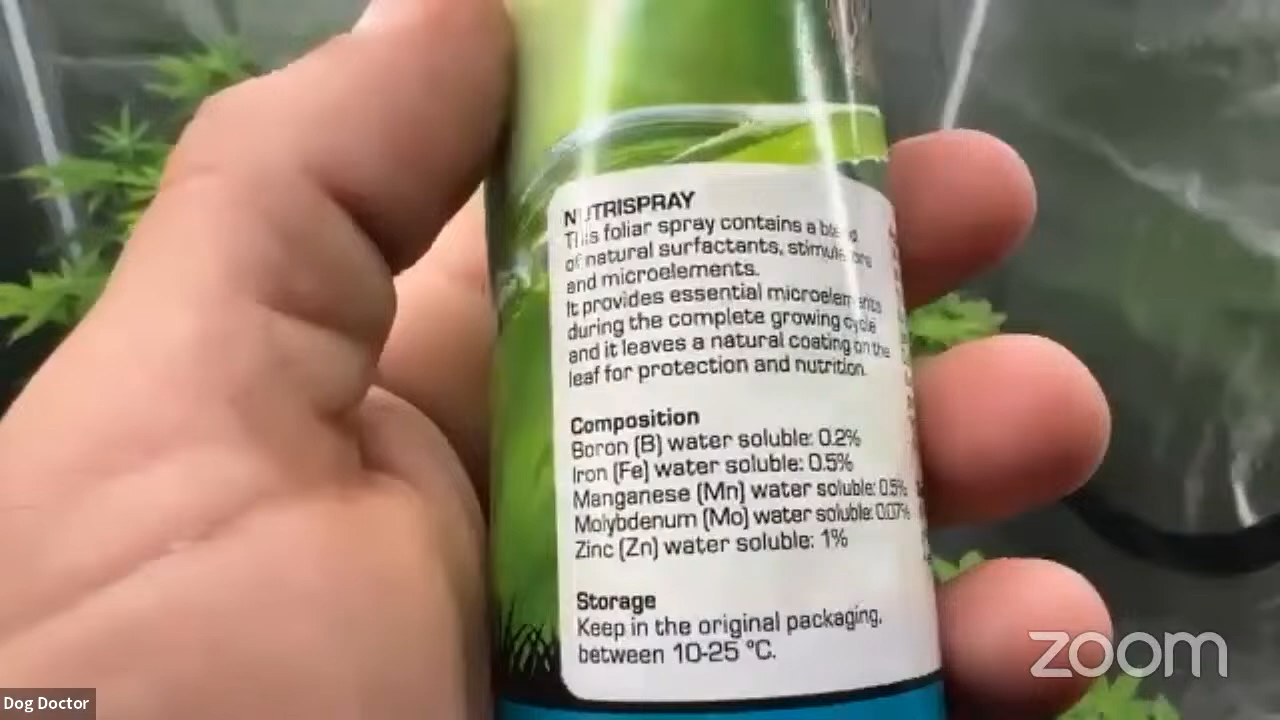 NUTRISPRAY
This foliar spray contains a blend
of natural surfactants, stimulators
and microelements.
It provides essential microelements
during the complete growing cycle
and it leaves a natural coating on the
leaf for protection and nutrition.
Composition
Boron (B) water soluble: 0.2%
Iron (Fe) water soluble: 0.5%
Manganese (Mn) water soluble: 0.5%
Molybdenum (Mo) water soluble: 0.07%
Zinc (Zn) water soluble: 1%
Storage
Keep in the original packaging,
between 10-25 °C.
zoom
Dog Doctor